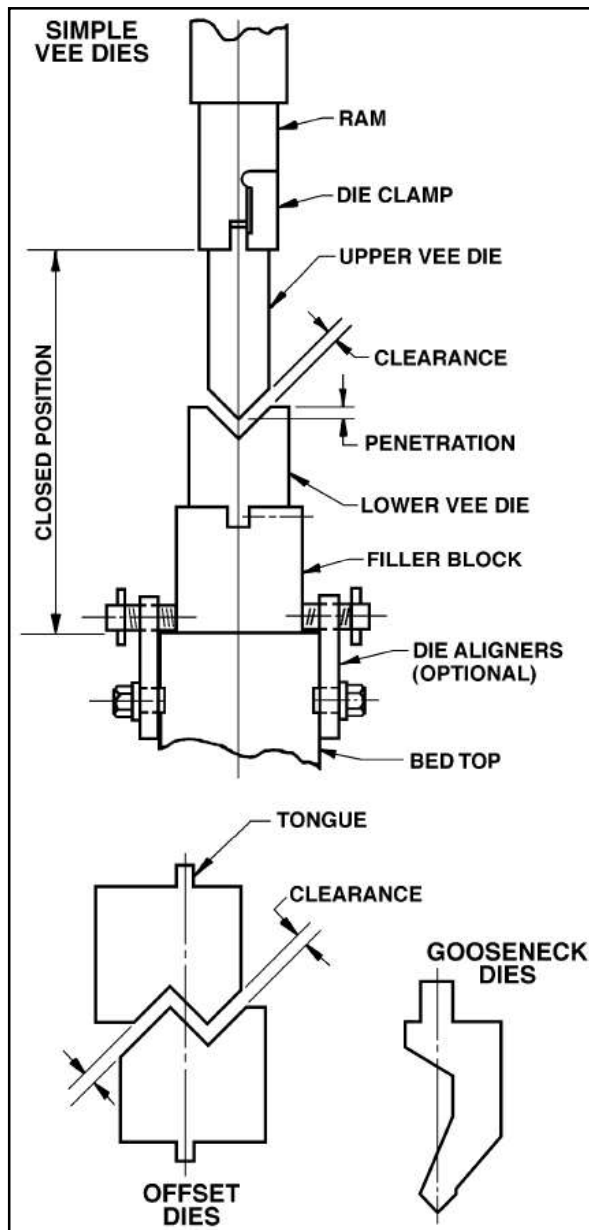 SIMPLE
VEE DIES
RAM
DIE CLAMP
UPPER VEE DIE
CLEARANCE
PENETRATION
CLOSED POSITION
LOWER VEE DIE
FILLER BLOCK
DIE ALIGNERS
(OPTIONAL)
BED TOP
TONGUE
CLEARANCE
GOOSENECK
DIES
OFFSET
DIES